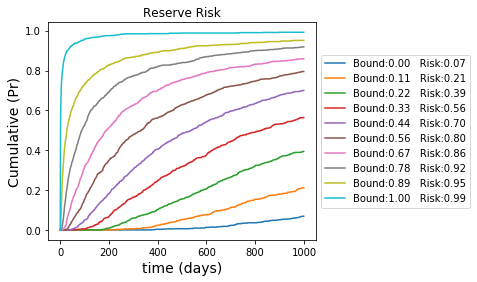 Reserve Risk
Cumulative (Pr)
1.0
0.8
0.6
0.4
0.2
0.0
0
200
400
600
800
1000
time (days)
Bound:0.00 Risk:0.07
Bound:0.11 Risk:0.21
Bound:0.22 Risk:0.39
Bound:0.33 Risk:0.56
Bound:0.44 Risk:0.70
Bound:0.56 Risk:0.80
Bound:0.67 Risk:0.86
Bound:0.78 Risk:0.92
Bound:0.89 Risk:0.95
Bound:1.00 Risk:0.99